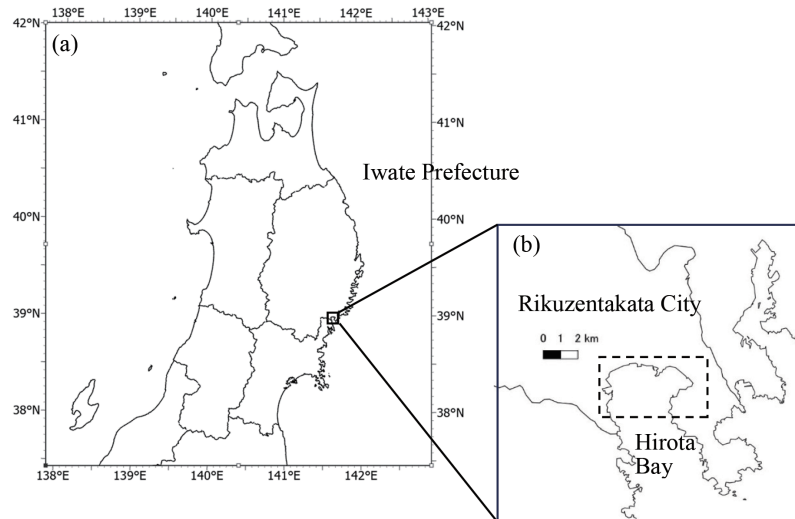 138°E 139°E 140°E 141°E 142°E 143°E
42°N 42°N
(a)
41°N 41°N
Iwate Prefecture
40°N 40°N
(b)
39°N 39°N
Rikuzentakata City
0 1 2 km
38°N 38°N
Hirota
Bay
138°E 139°E 140°E 141°E 142°E